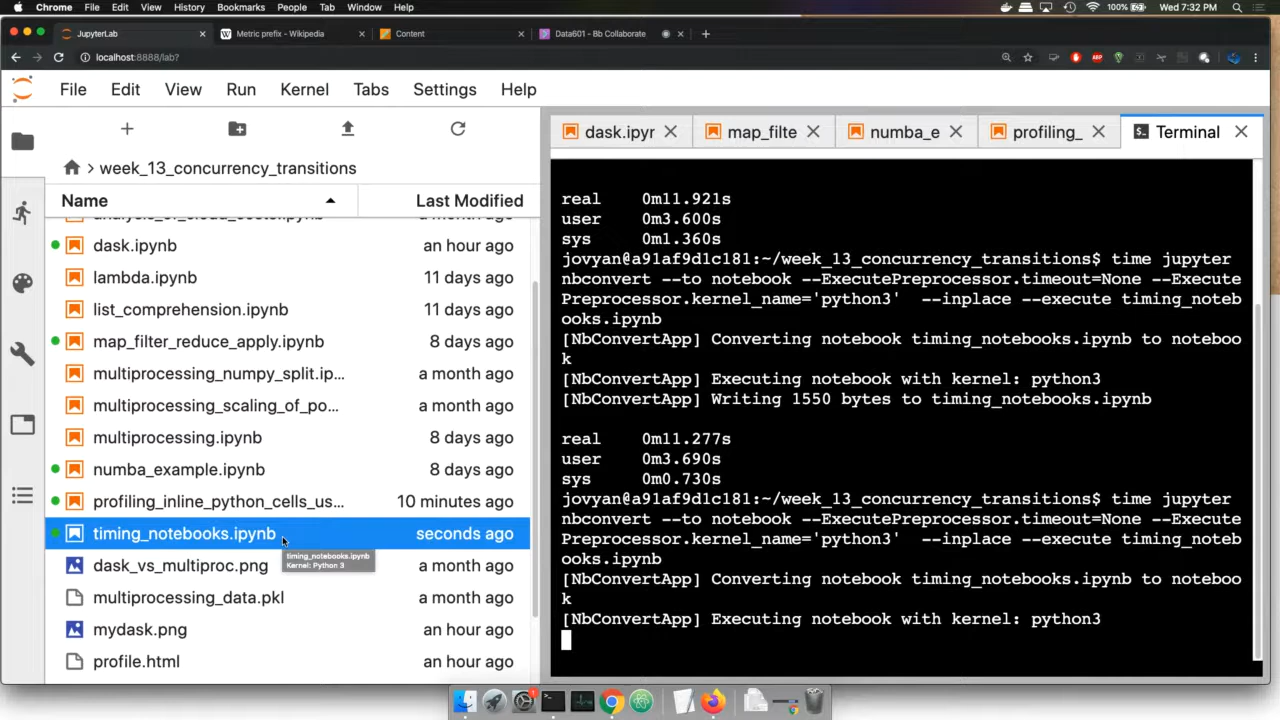 Chrome File Edit View History Bookmarks People Tab Window Help 100% Wed 7:32 PM
JupyterLab Metric prefix - Wikipedia Content Data601 - Bb Collaborate
localhost:8888/lab?
File Edit View Run Kernel Tabs Settings Help
dask.ipyr map_filte numba_e profiling_ Terminal
week_13_concurrency_transitions
Name Last Modified
dask.ipynb an hour ago
lambda.ipynb 11 days ago
list_comprehension.ipynb 11 days ago
map_filter_reduce_apply.ipynb 8 days ago
multiprocessing_numpy_split.ip... a month ago
multiprocessing_scaling_of_po... a month ago
multiprocessing.ipynb 8 days ago
numba_example.ipynb 8 days ago
profiling_inline_python_cells_us... 10 minutes ago
timing_notebooks.ipynb seconds ago
timing_notebooks.ipynb
Kernel: Python 3
dask_vs_multiproc.png a month ago
multiprocessing_data.pkl a month ago
mydask.png an hour ago
profile.html an hour ago
real 0m11.921s
user 0m3.600s
sys 0m1.360s
jovyan@a91af9d1c181:~/week_13_concurrency_transitions$ time jupyter
nbconvert --to notebook --ExecutePreprocessor.timeout=None --Execute
Preprocessor.kernel_name='python3' --inplace --execute timing_noteb
ooks.ipynb
[NbConvertApp] Converting notebook timing_notebooks.ipynb to noteboo
k
[NbConvertApp] Executing notebook with kernel: python3
[NbConvertApp] Writing 1550 bytes to timing_notebooks.ipynb
real 0m11.277s
user 0m3.690s
sys 0m0.730s
jovyan@a91af9d1c181:~/week_13_concurrency_transitions$ time jupyter
nbconvert --to notebook --ExecutePreprocessor.timeout=None --Execute
Preprocessor.kernel_name='python3' --inplace --execute timing_noteb
ooks.ipynb
[NbConvertApp] Converting notebook timing_notebooks.ipynb to noteboo
k
[NbConvertApp] Executing notebook with kernel: python3